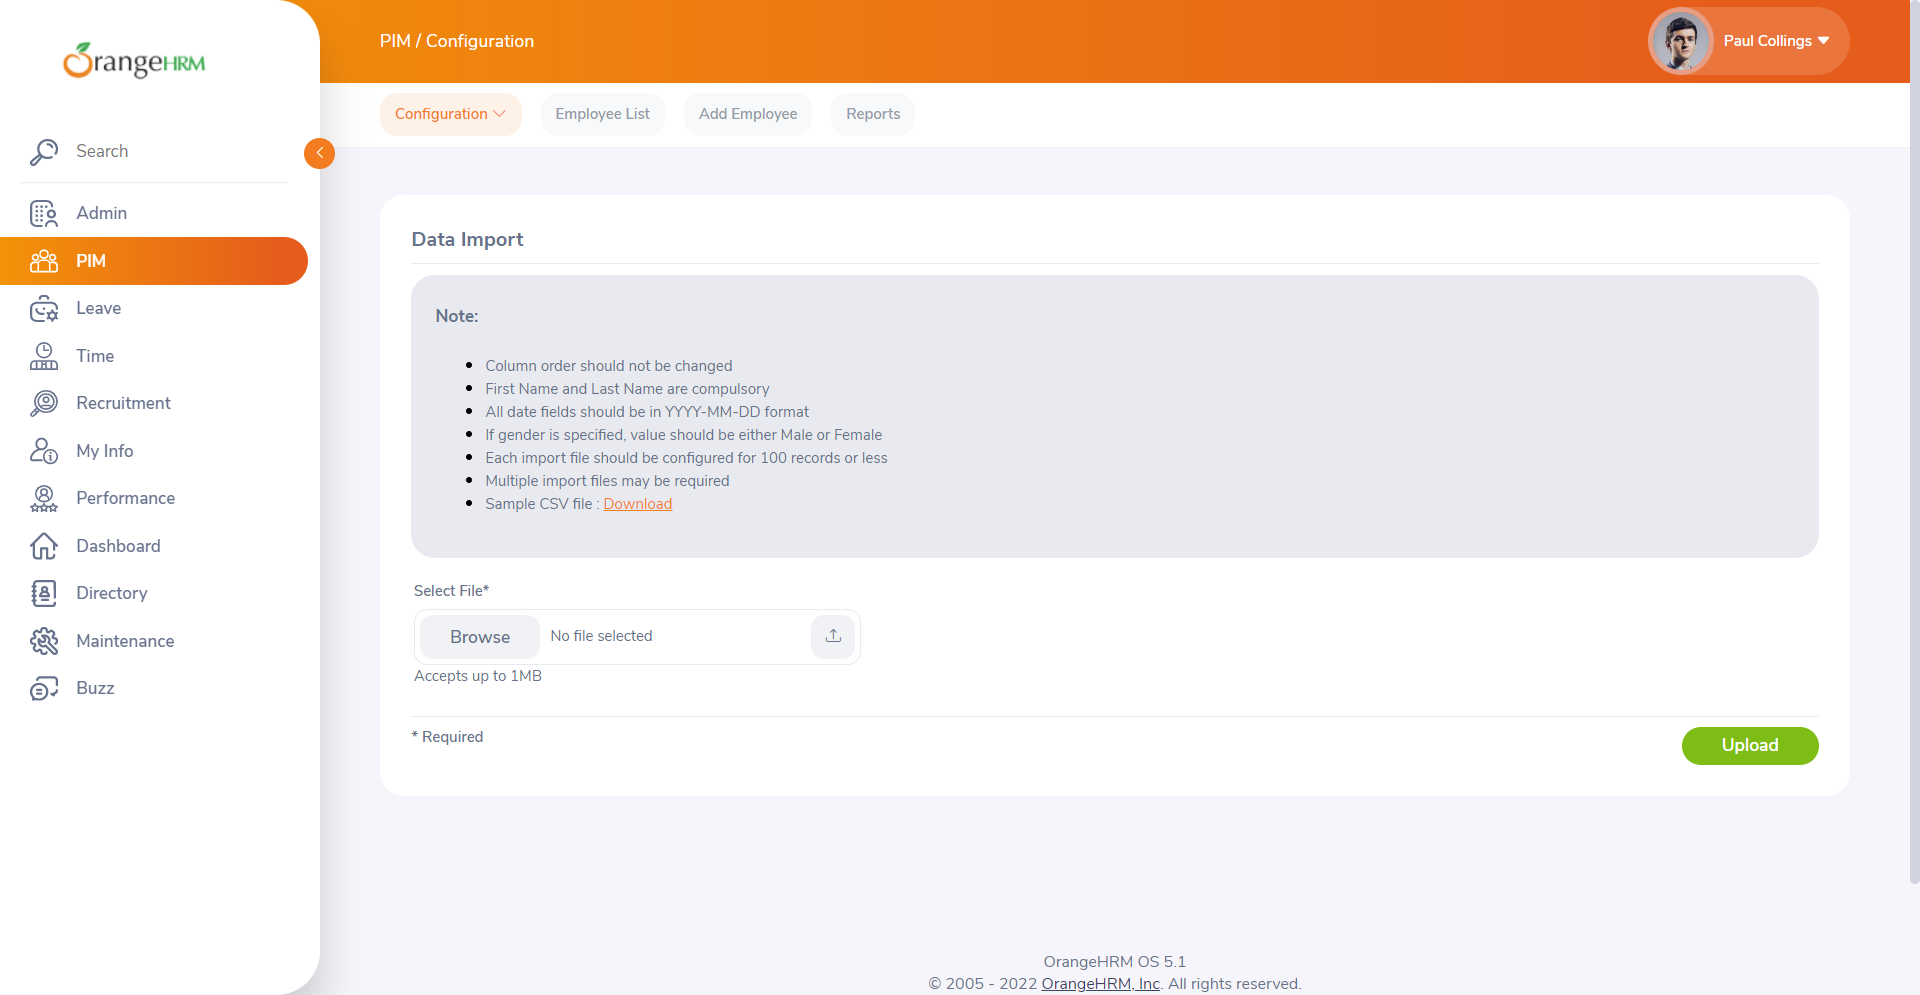 OrangeHRM
PIM / Configuration
Paul Collings
Configuration
Employee List
Add Employee
Reports
Search
Admin
PIM
Leave
Time
Recruitment
My Info
Performance
Dashboard
Directory
Maintenance
Buzz
Data Import
Note:
Column order should not be changed
First Name and Last Name are compulsory
All date fields should be in YYYY-MM-DD format
If gender is specified, value should be either Male or Female
Each import file should be configured for 100 records or less
Multiple import files may be required
Sample CSV file : Download
Select File*
Browse
No file selected
Accepts up to 1MB
* Required
Upload
OrangeHRM OS 5.1
© 2005 - 2022 OrangeHRM, Inc. All rights reserved.